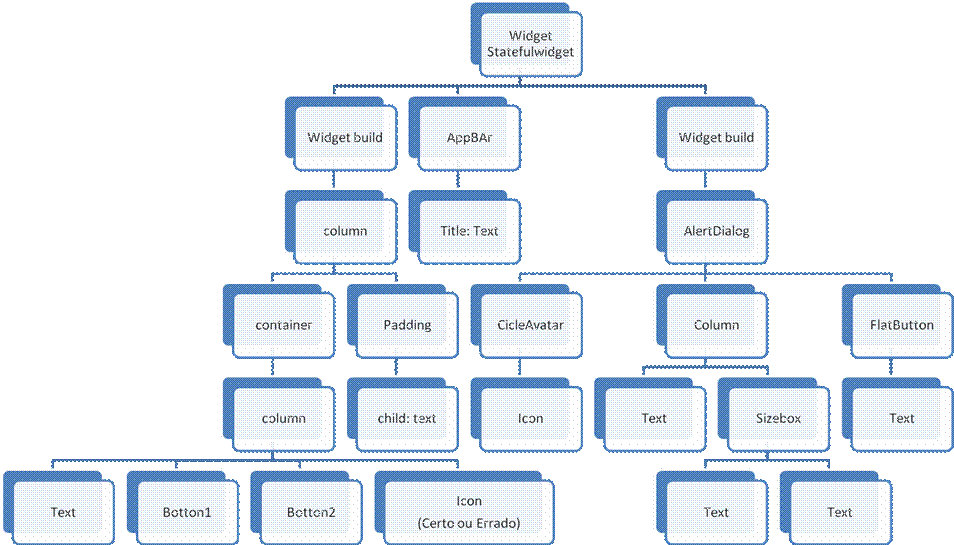 Widget
Statefulwidget
Widget build
AppBAr
Widget build
column
Title: Text
AlertDialog
container
Padding
CicleAvatar
Column
FlatButton
column
child: text
Icon
Text
Sizebox
Text
Text
Botton1
Botton2
Icon
(Certo ou Errado)
Text
Text